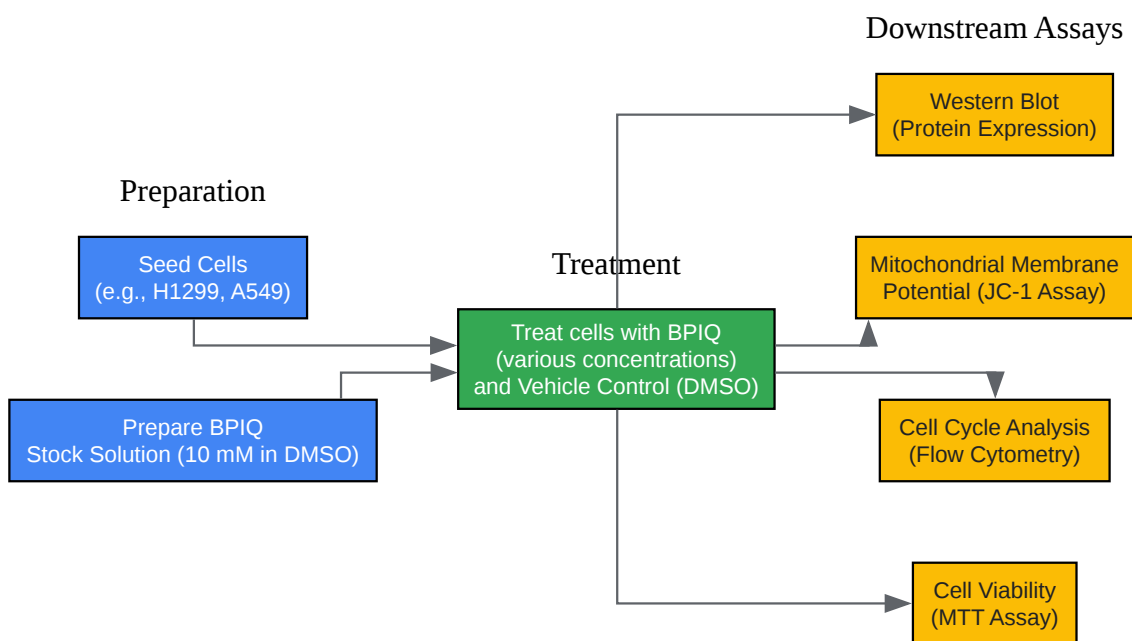 Preparation
Seed Cells
(e.g., H1299, A549)
Prepare BPIQ
Stock Solution (10 mM in DMSO)
Treatment
Treat cells with BPIQ
(various concentrations)
and Vehicle Control (DMSO)
Downstream Assays
Western Blot
(Protein Expression)
Mitochondrial Membrane
Potential (JC-1 Assay)
Cell Cycle Analysis
(Flow Cytometry)
Cell Viability
(MTT Assay)